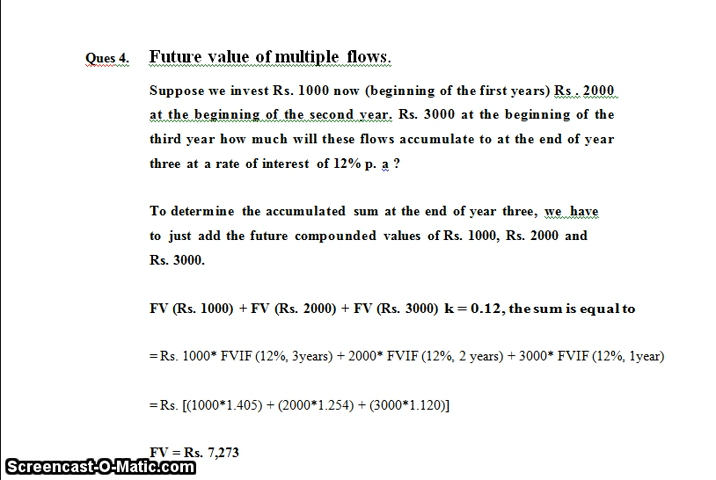 Ques 4. Future value of multiple flows.
Suppose we invest Rs. 1000 now (beginning of the first years) Rs . 2000
at the beginning of the second year. Rs. 3000 at the beginning of the
third year how much will these flows accumulate to at the end of year
three at a rate of interest of 12% p. a ?
To determine the accumulated sum at the end of year three, we have
to just add the future compounded values of Rs. 1000, Rs. 2000 and
Rs. 3000.
FV (Rs. 1000) + FV (Rs. 2000) + FV (Rs. 3000) k = 0.12, the sum is equal to
= Rs. 1000* FVIF (12%, 3years) + 2000* FVIF (12%, 2 years) + 3000* FVIF (12%, 1year)
= Rs. [(1000*1.405) + (2000*1.254) + (3000*1.120)]
FV = Rs. 7,273
Screencast-O-Matic.com